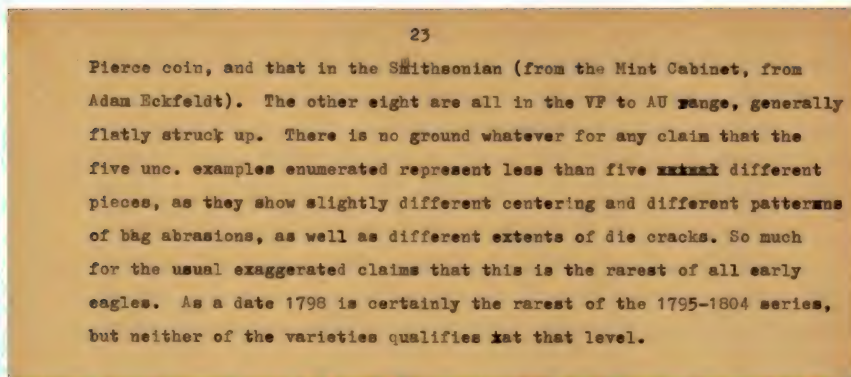 23
Pierce coin, and that in the Smithsonian (from the Mint Cabinet, from
Adam Eckfeldt). The other eight are all in the VF to AU range, generally
flatly struck up. There is no ground whatever for any claim that the
five unc. examples enumerated represent less than five different
pieces, as they show slightly different centering and different patterns
of bag abrasions, as well as different extents of die cracks. So much
for the usual exaggerated claims that this is the rarest of all early
eagles. As a date 1798 is certainly the rarest of the 1795-1804 series,
but neither of the varieties qualifies at that level.